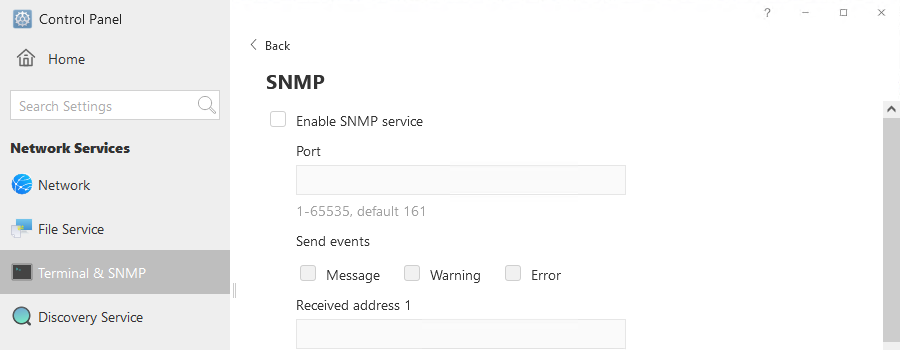 Control Panel
Home
Search Settings
Network Services
Network
File Service
Terminal & SNMP
Discovery Service
?
Back
SNMP
Enable SNMP service
Port
1-65535, default 161
Send events
Message Warning Error
Received address 1